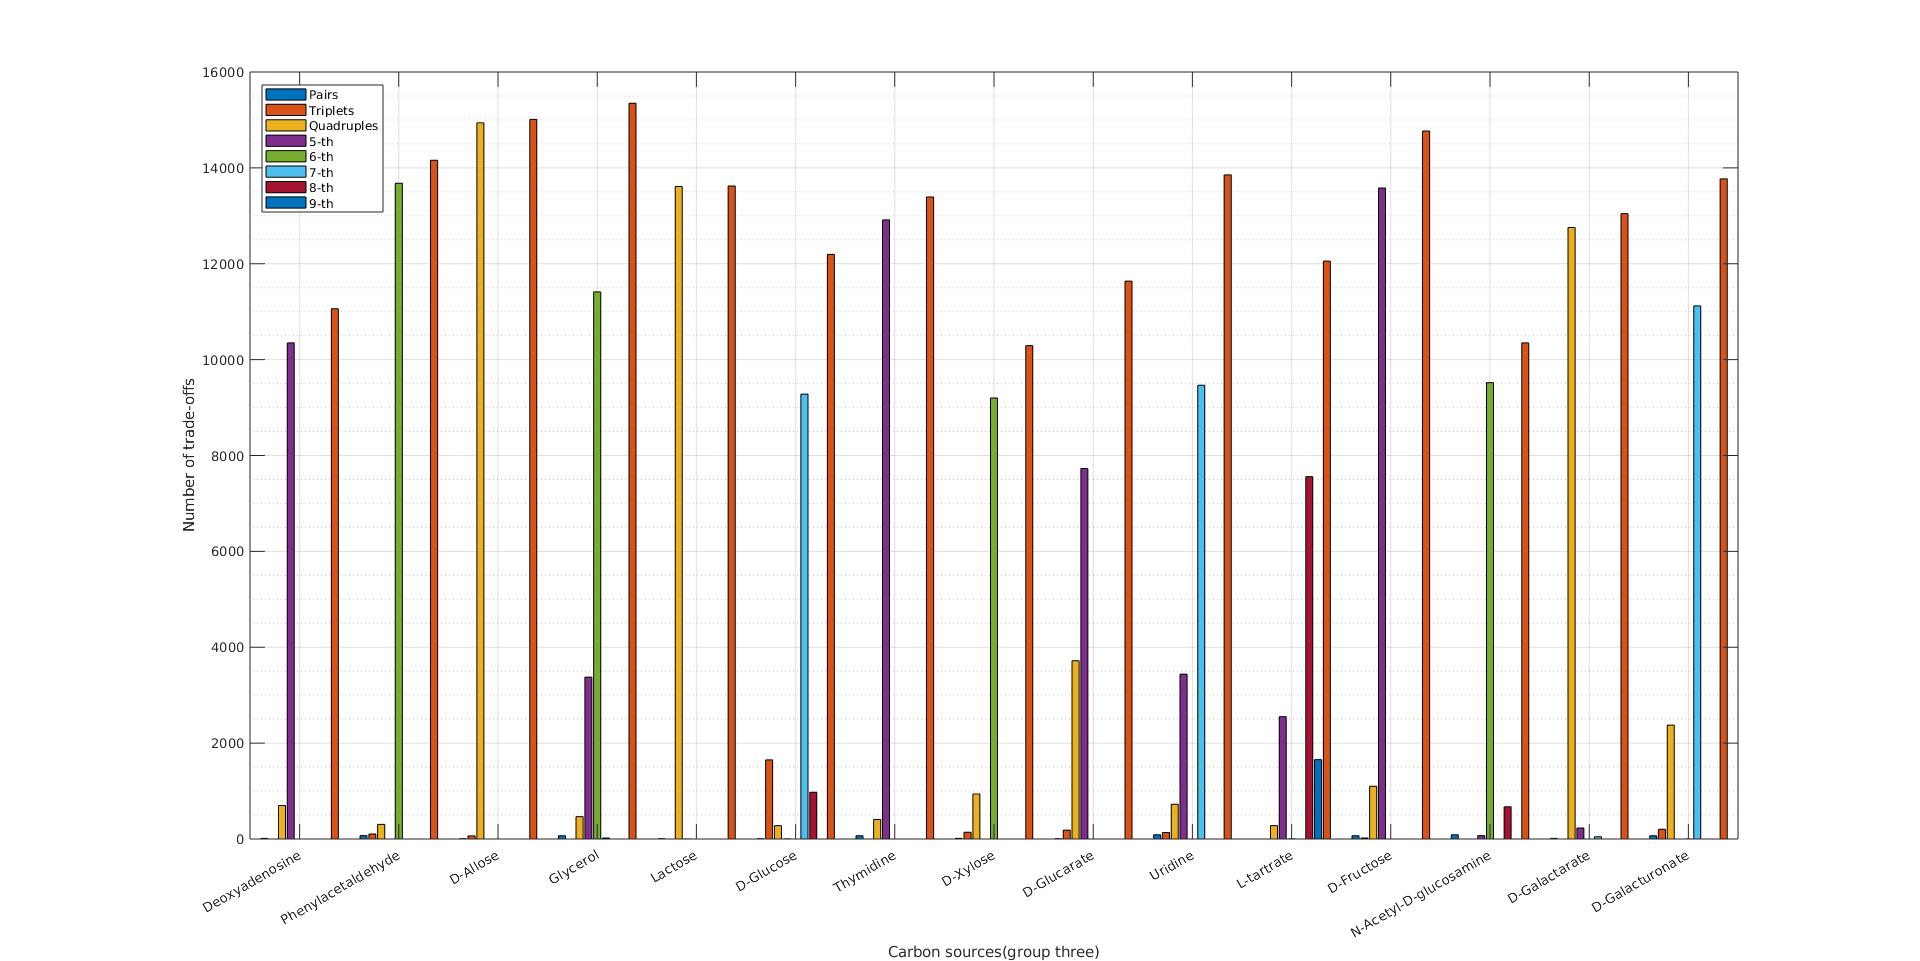 Pairs
Triplets
Quadruples
5-th
6-th
7-th
8-th
9-th
16000
14000
12000
10000
8000
6000
4000
2000
0
Number of trade-offs
Deoxyadenosine
Phenylacetaldehyde
D-Allose
Glycerol
Lactose
D-Glucose
Thymidine
D-Xylose
D-Glucarate
Uridine
L-tartrate
D-Fructose
N-Acetyl-D-glucosamine
D-Galactarate
D-Galacturonate
Carbon sources(group three)